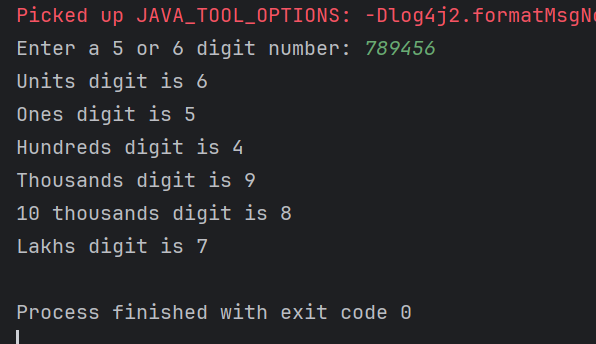 Picked up JAVA_TOOL_OPTIONS: -Dlog4j2.formatMsgNo
Enter a 5 or 6 digit number: 789456
Units digit is 6
Ones digit is 5
Hundreds digit is 4
Thousands digit is 9
10 thousands digit is 8
Lakhs digit is 7
Process finished with exit code 0